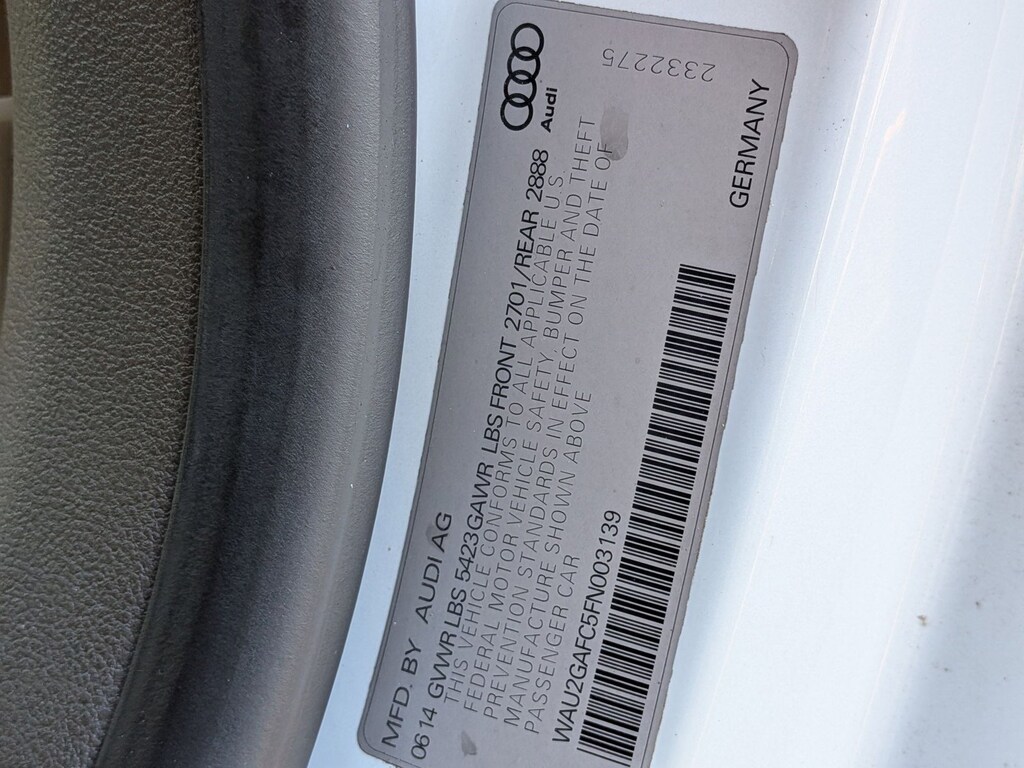 Audi
MFD. BY AUDI AG
06 14 GVWR LBS 5423 GAWR LBS FRONT 2701/REAR 2888
THIS VEHICLE CONFORMS TO ALL APPLICABLE U.S.
FEDERAL MOTOR VEHICLE SAFETY, BUMPER AND THEFT
PREVENTION STANDARDS IN EFFECT ON THE DATE OF
MANUFACTURE SHOWN ABOVE
PASSENGER CAR
WAU2GAFC5FN003139
GERMANY
2332275